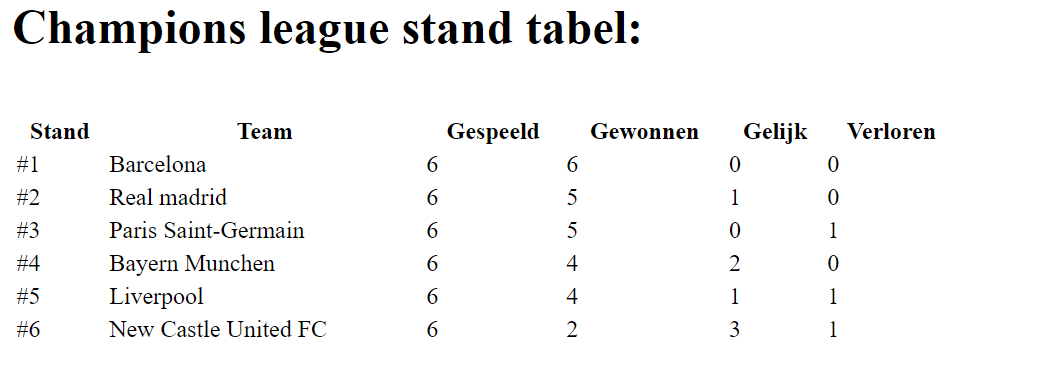 Champions league stand tabel:
Stand Team Gespeeld Gewonnen Gelijk Verloren
#1 Barcelona 6 6 0 0
#2 Real madrid 6 5 1 0
#3 Paris Saint-Germain 6 5 0 1
#4 Bayern Munchen 6 4 2 0
#5 Liverpool 6 4 1 1
#6 New Castle United FC 6 2 3 1